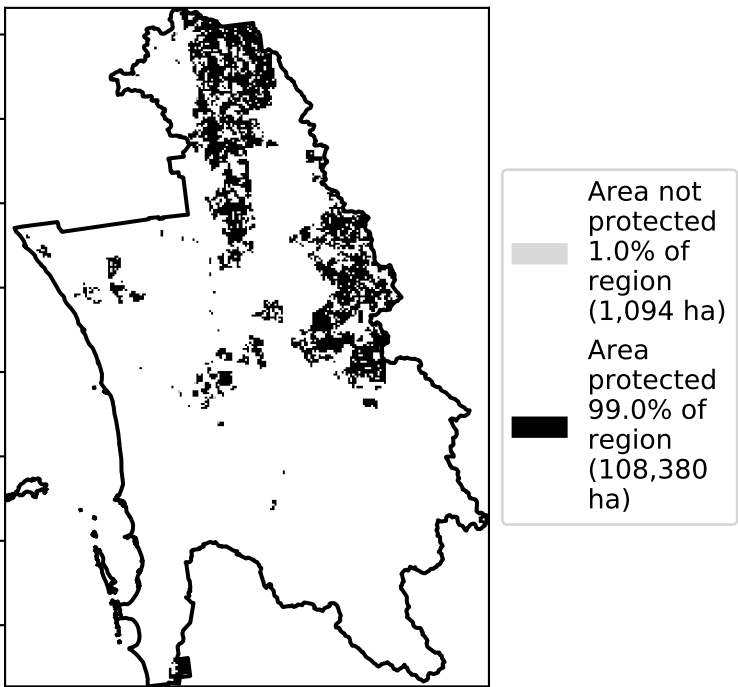 Area not
protected
1.0% of
region
(1,094 ha)
Area
protected
99.0% of
region
(108,380
ha)